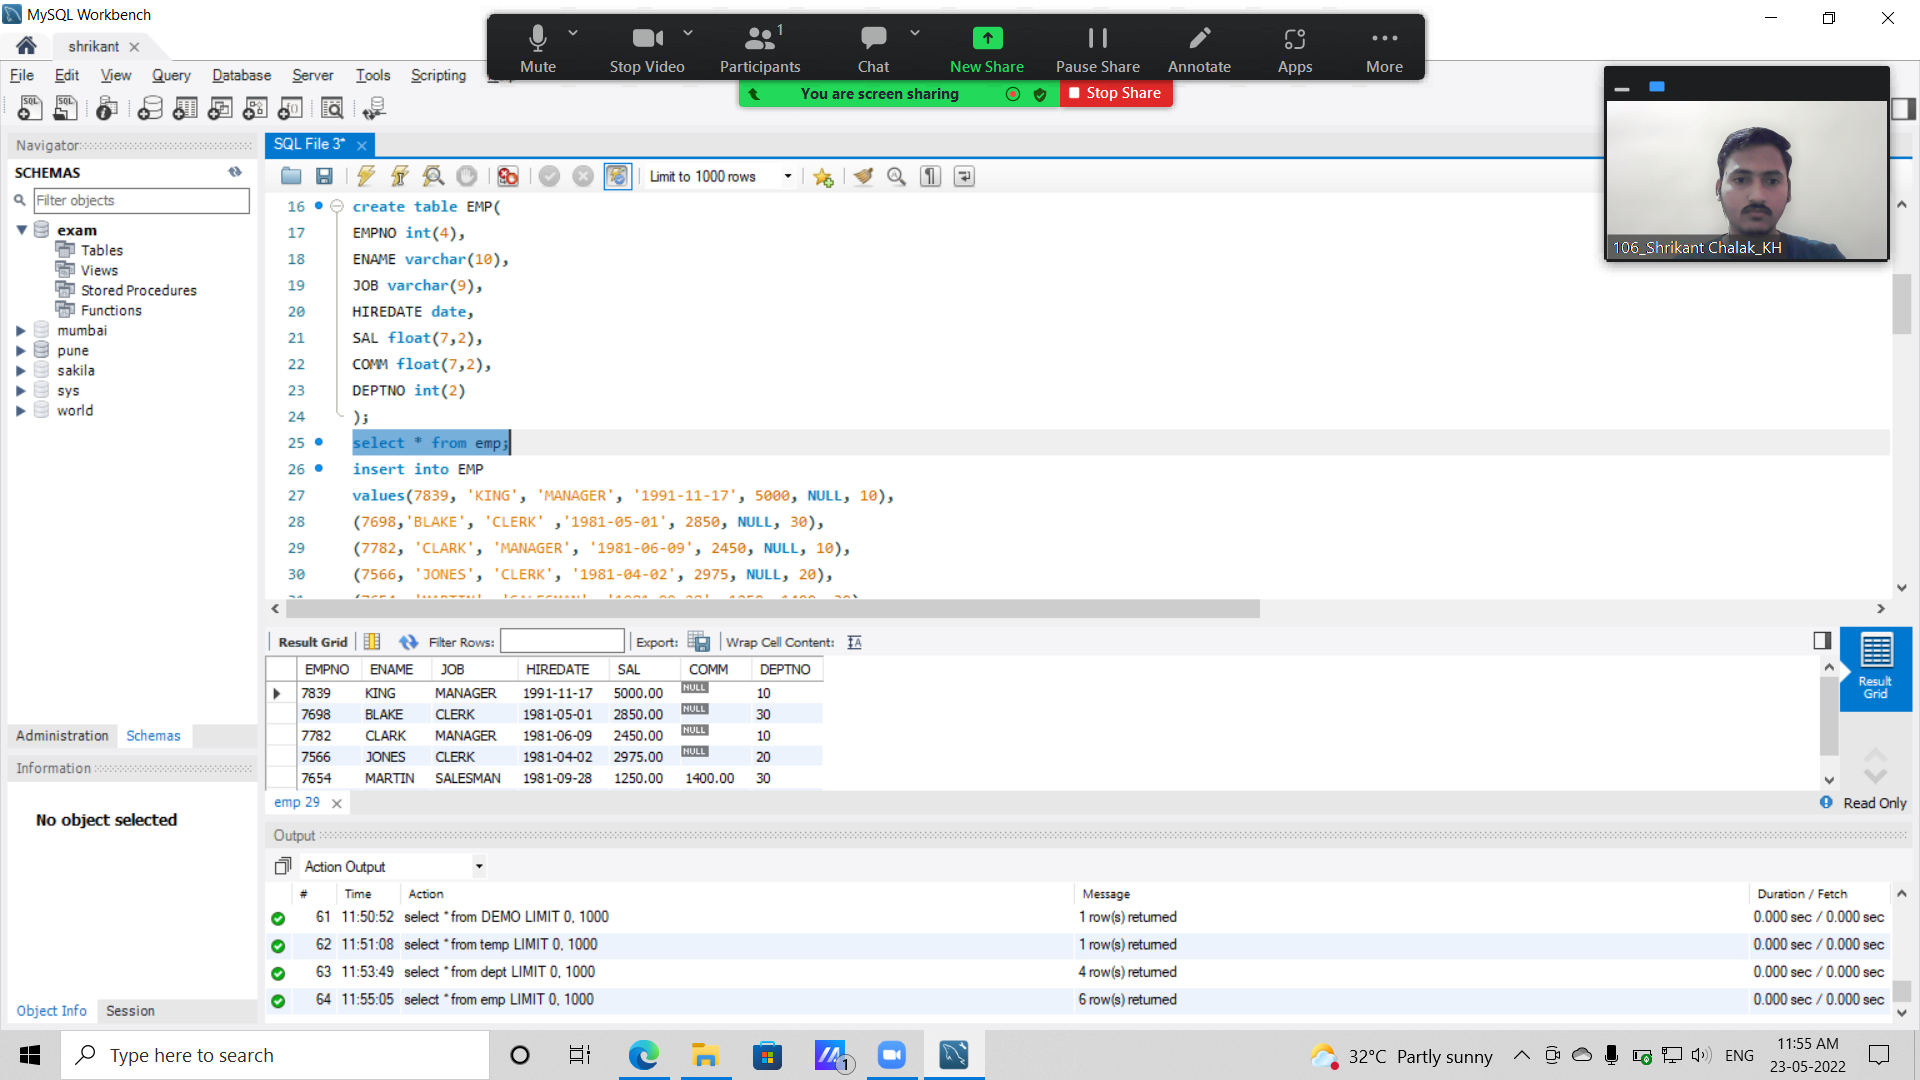 MySQL Workbench
shrikant
File Edit View Query Database Server Tools Scripting
Mute
Stop Video
1
Participants
Chat
New Share
Pause Share
Annotate
Apps
More
You are screen sharing
Stop Share
106_Shrikant Chalak_KH
Navigator
SCHEMAS
Filter objects
exam
Tables
Views
Stored Procedures
Functions
mumbai
pune
sakila
sys
world
Administration Schemas
Information
No object selected
Object Info Session
SQL File 3*
Limit to 1000 rows
16 create table EMP(
17 EMPNO int(4),
18 ENAME varchar(10),
19 JOB varchar(9),
20 HIREDATE date,
21 SAL float(7,2),
22 COMM float(7,2),
23 DEPTNO int(2)
24 );
25 select * from emp;
26 insert into EMP
27 values(7839, 'KING', 'MANAGER', '1991-11-17', 5000, NULL, 10),
28 (7698,'BLAKE', 'CLERK' ,'1981-05-01', 2850, NULL, 30),
29 (7782, 'CLARK', 'MANAGER', '1981-06-09', 2450, NULL, 10),
30 (7566, 'JONES', 'CLERK', '1981-04-02', 2975, NULL, 20),
Result Grid Filter Rows: Export: Wrap Cell Content:
EMPNO ENAME JOB HIREDATE SAL COMM DEPTNO
7839 KING MANAGER 1991-11-17 5000.00 NULL 10
7698 BLAKE CLERK 1981-05-01 2850.00 NULL 30
7782 CLARK MANAGER 1981-06-09 2450.00 NULL 10
7566 JONES CLERK 1981-04-02 2975.00 NULL 20
7654 MARTIN SALESMAN 1981-09-28 1250.00 1400.00 30
Result
Grid
emp 29
Read Only
Output
Action Output
# Time Action Message Duration / Fetch
61 11:50:52 select * from DEMO LIMIT 0, 1000 1 row(s) returned 0.000 sec / 0.000 sec
62 11:51:08 select * from temp LIMIT 0, 1000 1 row(s) returned 0.000 sec / 0.000 sec
63 11:53:49 select * from dept LIMIT 0, 1000 4 row(s) returned 0.000 sec / 0.000 sec
64 11:55:05 select * from emp LIMIT 0, 1000 6 row(s) returned 0.000 sec / 0.000 sec
Type here to search
1
32°C Partly sunny
ENG
11:55 AM
23-05-2022